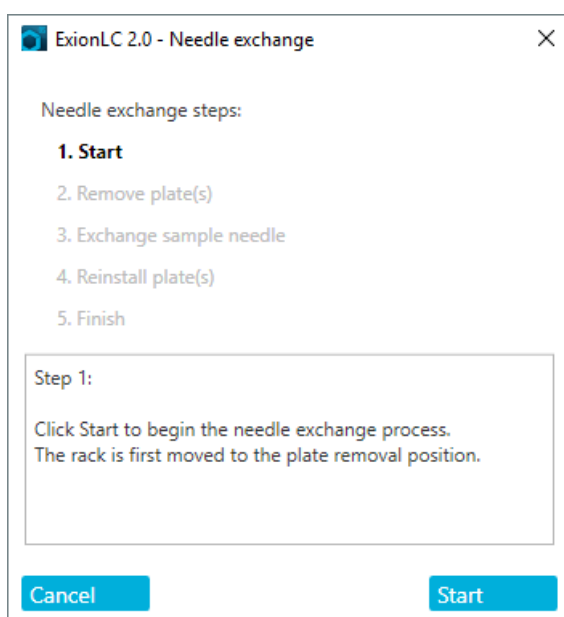 ExionLC 2.0 - Needle exchange
Needle exchange steps:
1. Start
2. Remove plate(s)
3. Exchange sample needle
4. Reinstall plate(s)
5. Finish
Step 1:
Click Start to begin the needle exchange process.
The rack is first moved to the plate removal position.
Cancel
Start